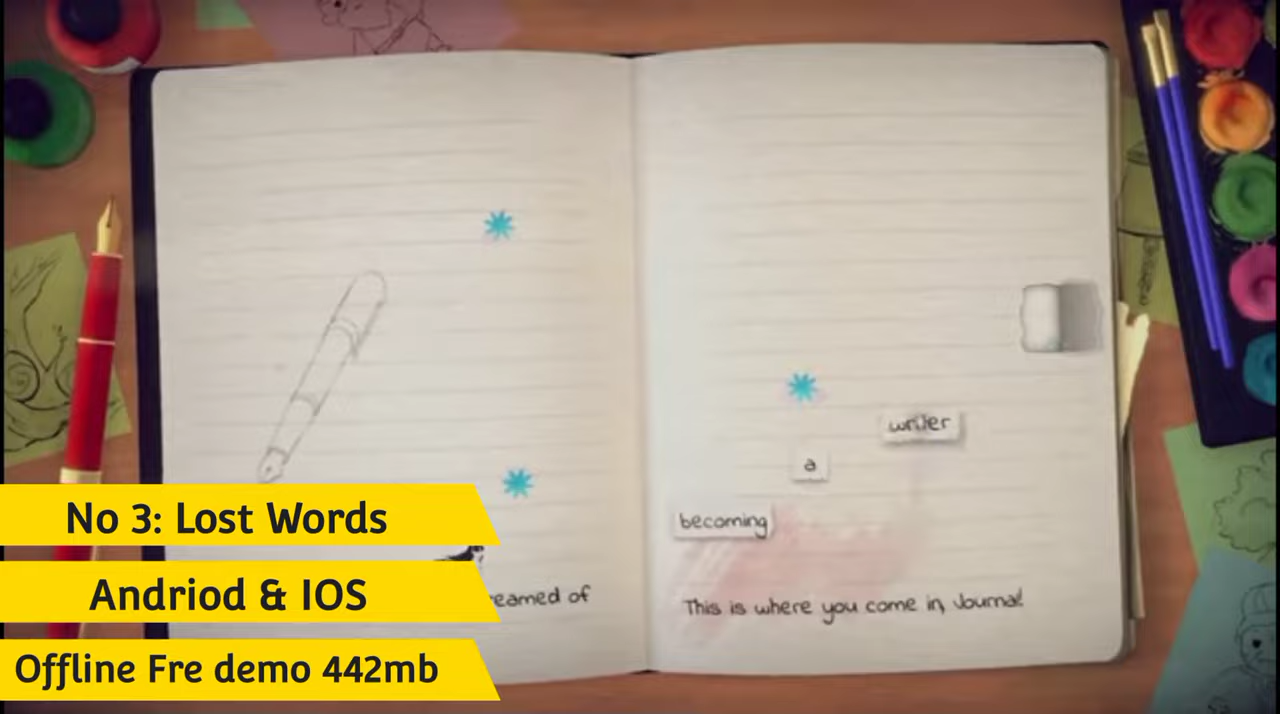 writer
a
becoming
This is where you come in, Journal!
reamed of
No 3: Lost Words
Andriod & IOS
Offline Fre demo 442mb